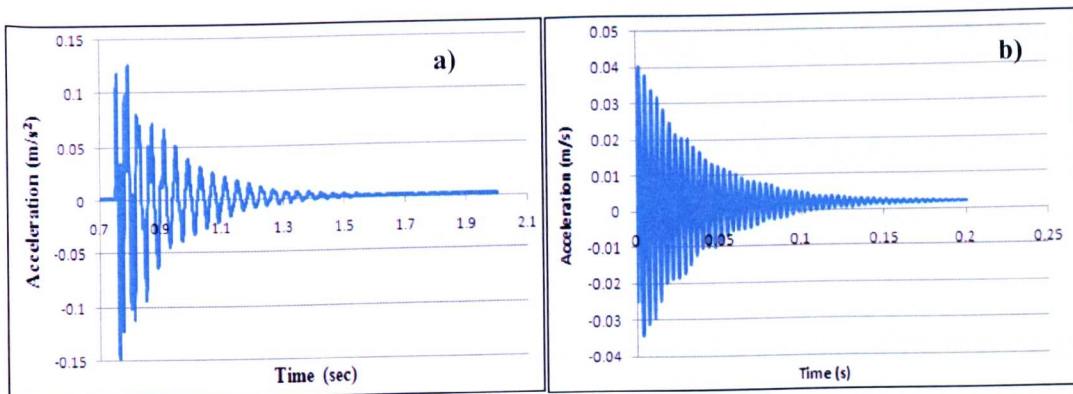 a)
0.15
0.1
0.05
0
-0.05
-0.1
-0.15
0.7 0.9 1.1 1.3 1.5 1.7 1.9 2.1
Acceleration (m/s²)
Time (sec)
b)
0.05
0.04
0.03
0.02
0.01
0
-0.01
-0.02
-0.03
-0.04
0 0.05 0.1 0.15 0.2 0.25
Acceleration (m/s)
Time (s)